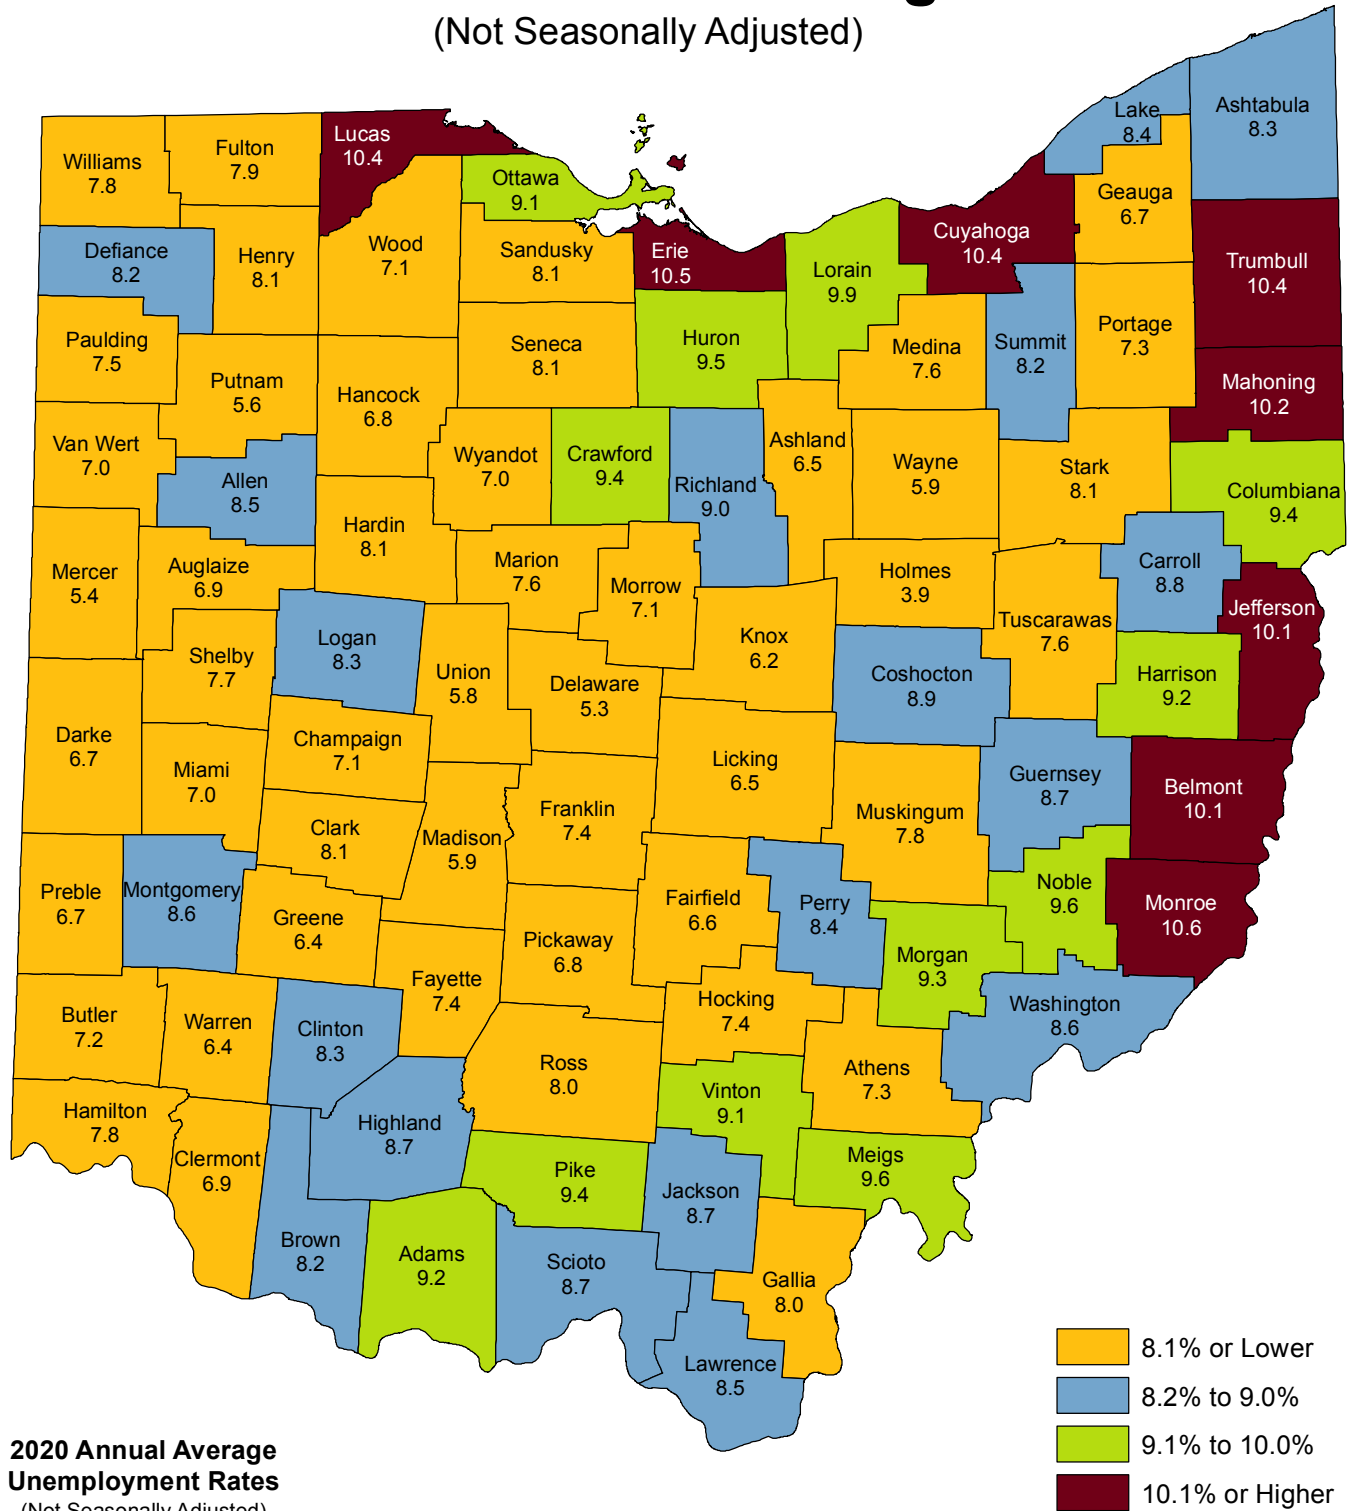 (Not Seasonally Adjusted)
Lake
8.4
Ashtabula
8.3
Lucas
10.4
Fulton
7.9
Williams
7.8
Ottawa
9.1
Geauga
6.7
Defiance
8.2
Henry
8.1
Wood
7.1
Sandusky
8.1
Erie
10.5
Lorain
9.9
Cuyahoga
10.4
Trumbull
10.4
Paulding
7.5
Putnam
5.6
Hancock
6.8
Seneca
8.1
Huron
9.5
Medina
7.6
Summit
8.2
Portage
7.3
Mahoning
10.2
Van Wert
7.0
Allen
8.5
Wyandot
7.0
Crawford
9.4
Richland
9.0
Ashland
6.5
Wayne
5.9
Stark
8.1
Columbiana
9.4
Mercer
5.4
Auglaize
6.9
Hardin
8.1
Marion
7.6
Morrow
7.1
Holmes
3.9
Carroll
8.8
Jefferson
10.1
Shelby
7.7
Logan
8.3
Union
5.8
Delaware
5.3
Knox
6.2
Coshocton
8.9
Tuscarawas
7.6
Harrison
9.2
Darke
6.7
Miami
7.0
Champaign
7.1
Licking
6.5
Guernsey
8.7
Belmont
10.1
Clark
8.1
Madison
5.9
Franklin
7.4
Muskingum
7.8
Preble
6.7
Montgomery
8.6
Greene
6.4
Fairfield
6.6
Perry
8.4
Noble
9.6
Monroe
10.6
Pickaway
6.8
Morgan
9.3
Fayette
7.4
Butler
7.2
Warren
6.4
Clinton
8.3
Hocking
7.4
Washington
8.6
Ross
8.0
Athens
7.3
Hamilton
7.8
Highland
8.7
Vinton
9.1
Clermont
6.9
Pike
9.4
Jackson
8.7
Meigs
9.6
Brown
8.2
Adams
9.2
Scioto
8.7
Gallia
8.0
Lawrence
8.5
8.1% or Lower
8.2% to 9.0%
9.1% to 10.0%
10.1% or Higher
2020 Annual Average
Unemployment Rates
(Not Seasonally Adjusted)